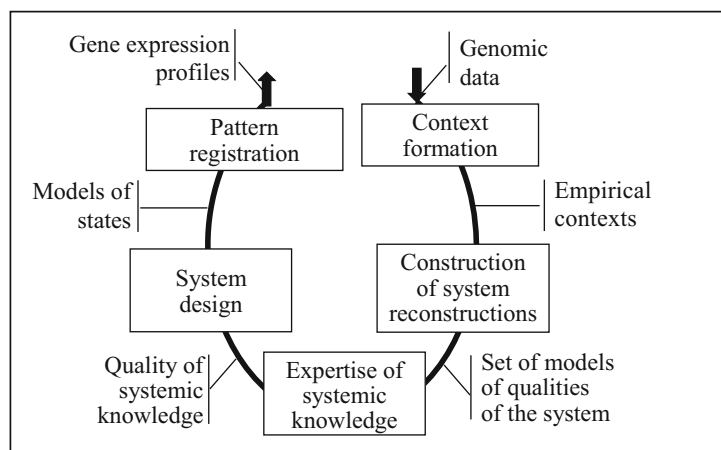 Gene expression
profiles
Genomic
data
Pattern
registration
Context
formation
Models of
states
Empirical
contexts
System
design
Construction
of system
reconstructions
Quality of
systemic
knowledge
Expertise of
systemic
knowledge
Set of models
of qualities
of the system